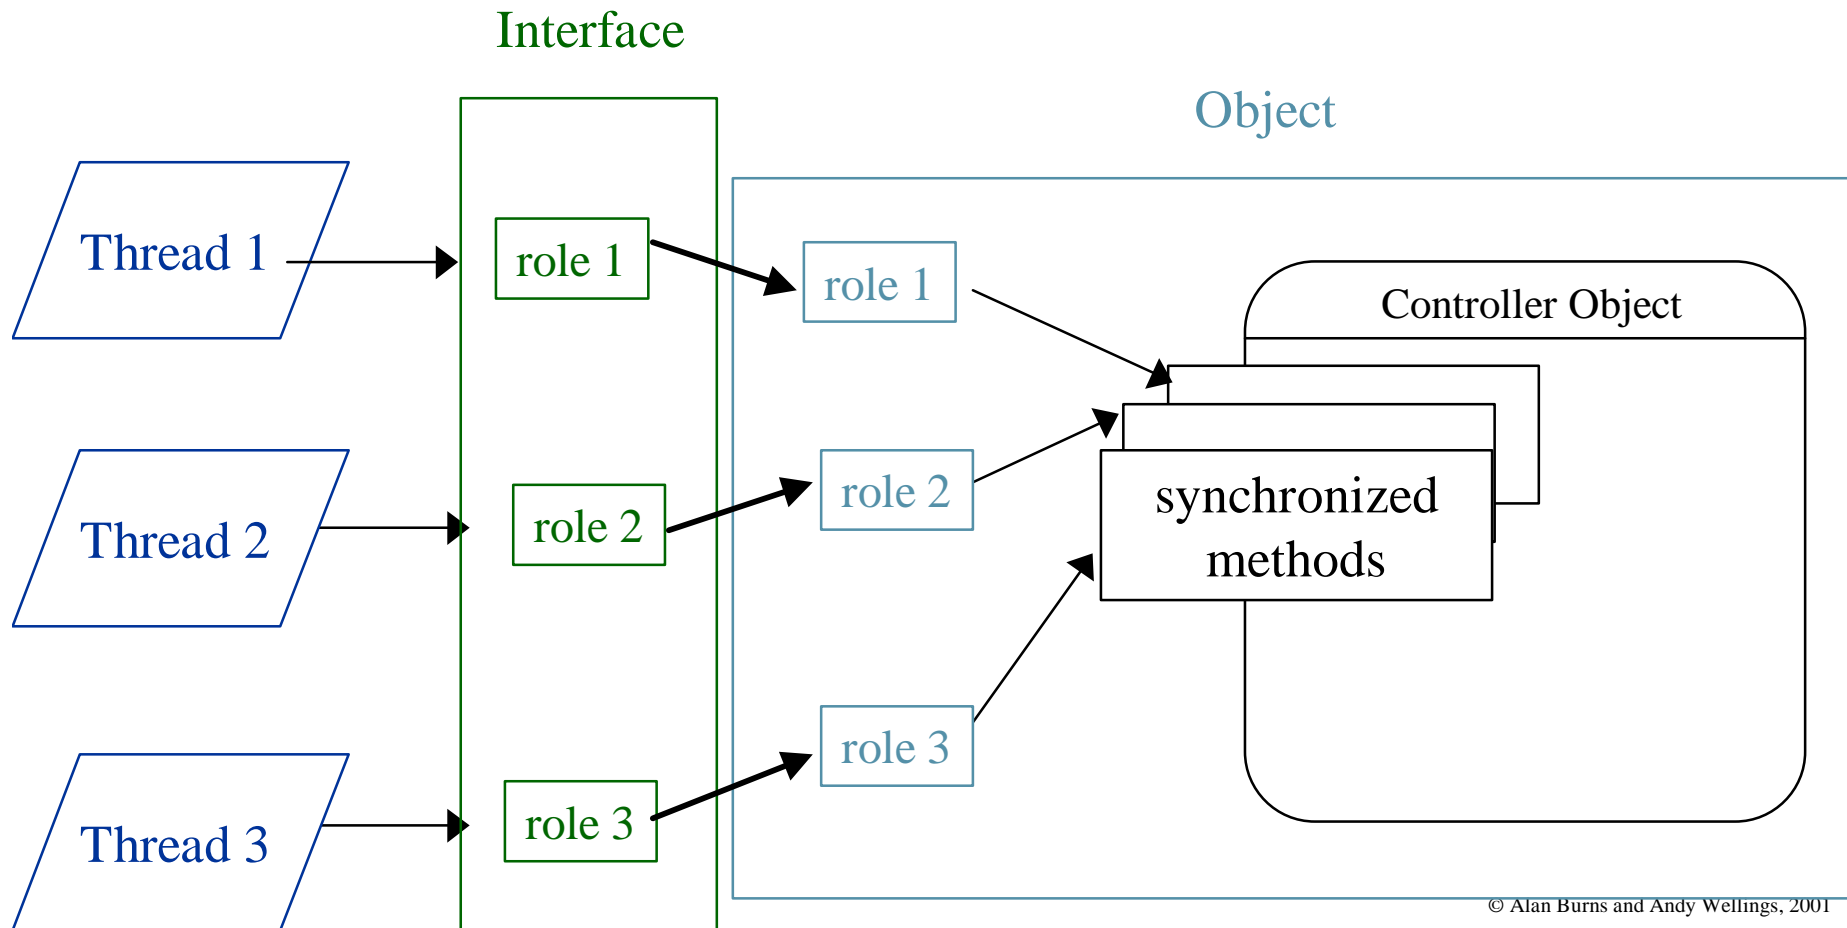 Interface
Object
Thread 1
role 1
role 1
Controller Object
Thread 2
role 2
role 2
synchronized
methods
Thread 3
role 3
role 3
© Alan Burns and Andy Wellings, 2001